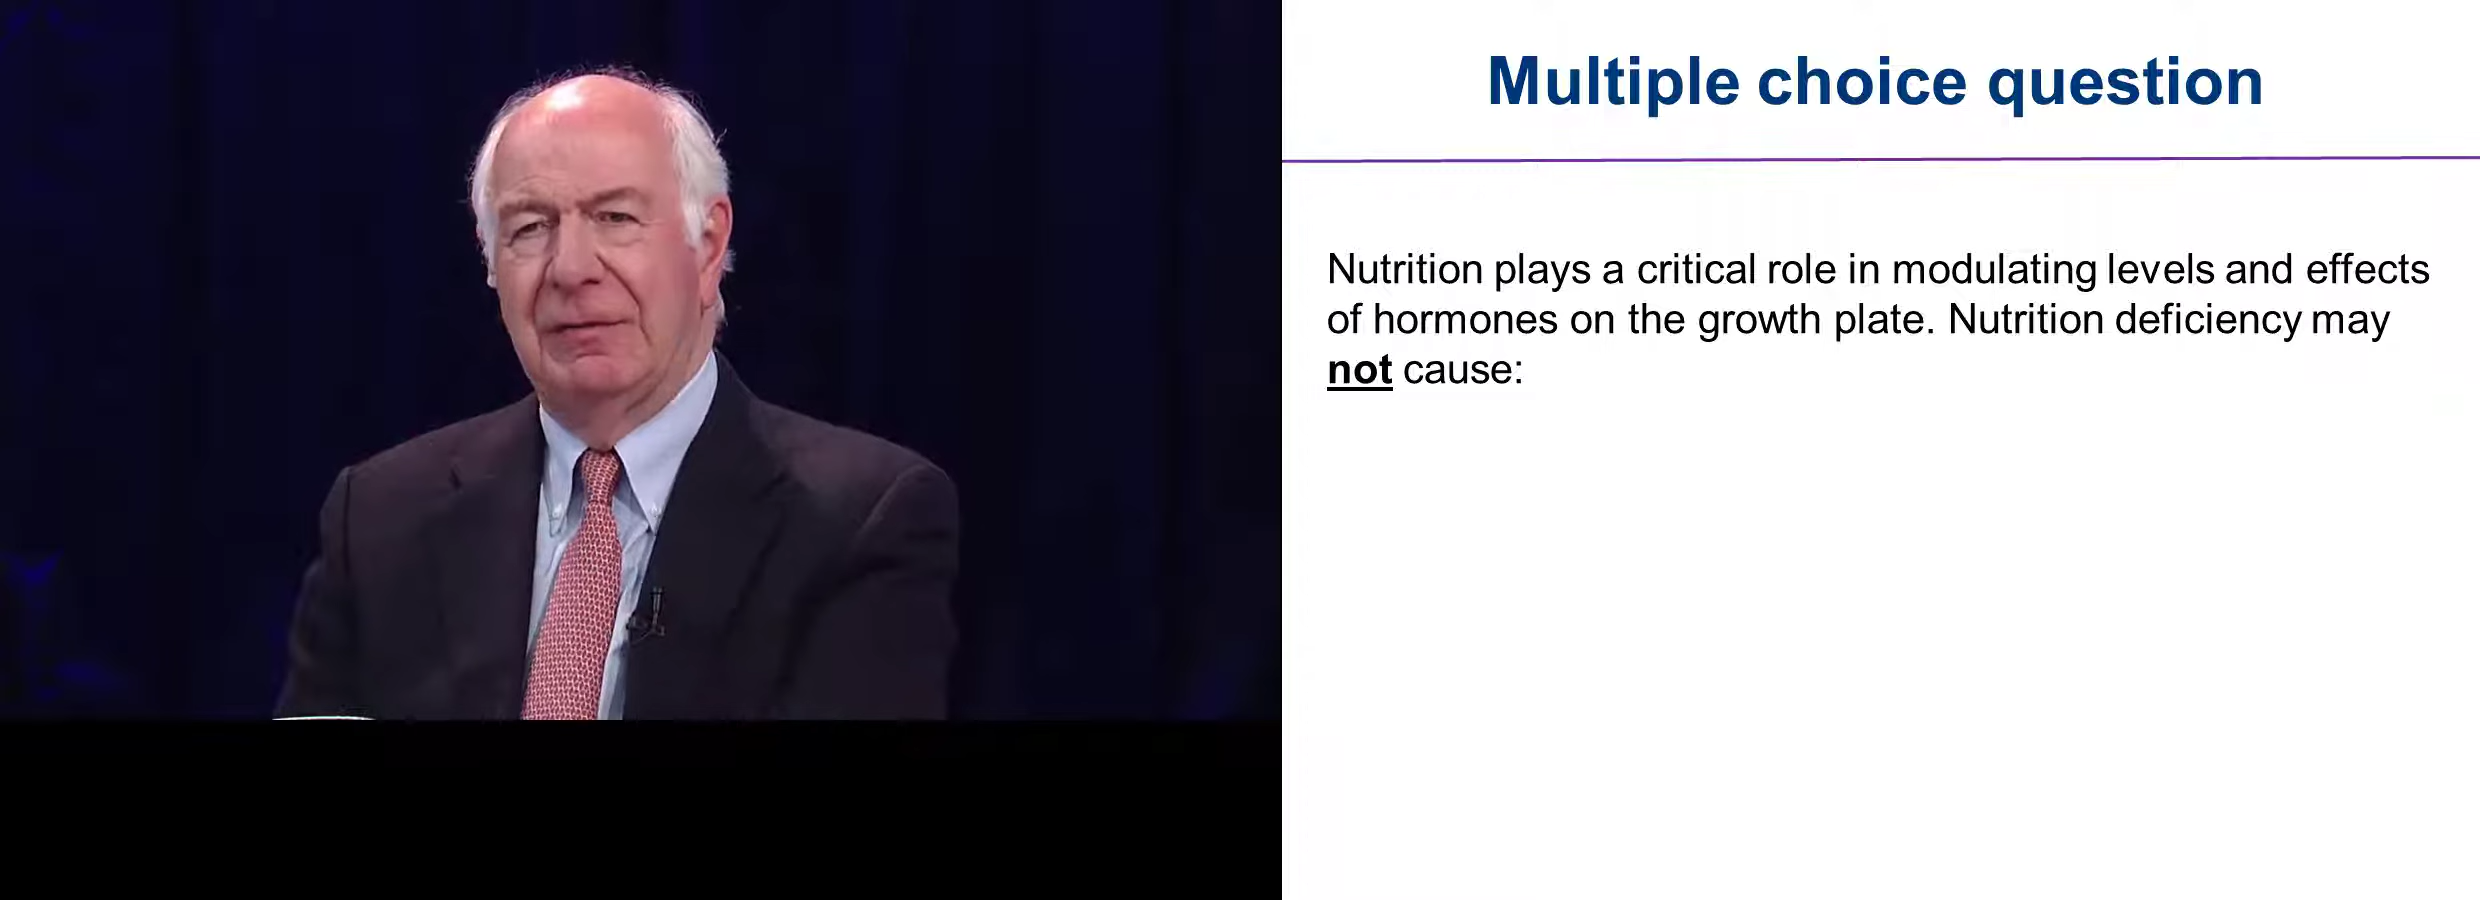 Multiple choice question
Nutrition plays a critical role in modulating levels and effects
of hormones on the growth plate. Nutrition deficiency may
not cause: